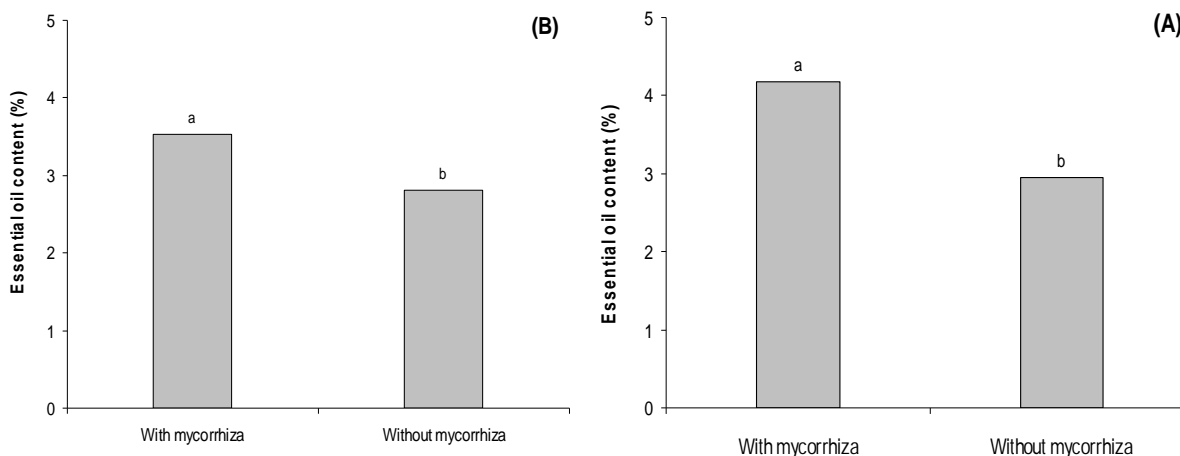 (B)
Essential oil content (%)
5
4
3
2
1
0
a
b
With mycorrhiza
Without mycorrhiza
(A)
Essential oil content (%)
5
4
3
2
1
0
a
b
With mycorrhiza
Without mycorrhiza